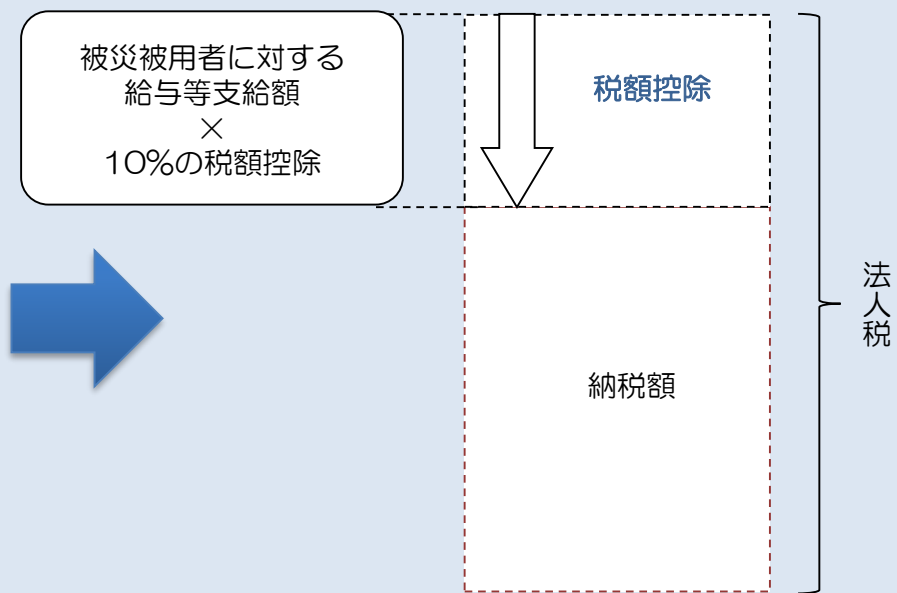 被災被用者に対する
給与等支給額
×
10%の税額控除
税額控除
納税額
法人税